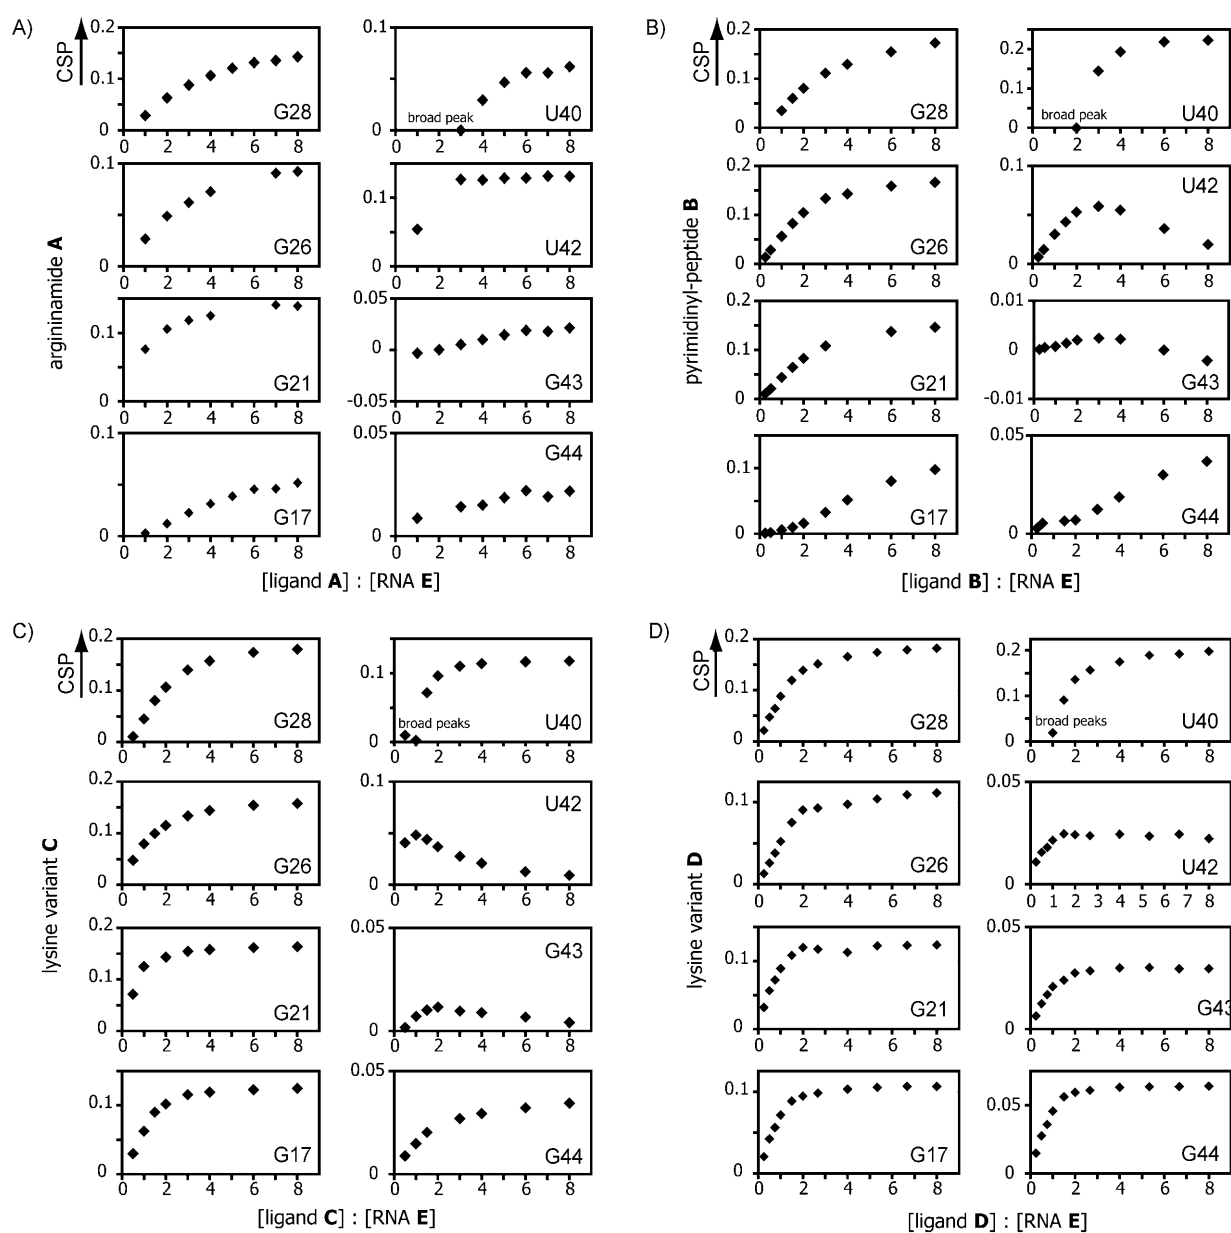 A)
CSP
argininamide A
0.2
0.1
0
G28
0 2 4 6 8
0.1
0
broad peak
U40
0 2 4 6 8
0.1
0
G26
0 2 4 6 8
0.1
0
U42
0 2 4 6 8
0.1
0
G21
0 2 4 6 8
0.05
0
-0.05
G43
0 2 4 6 8
0.1
0
G17
0 2 4 6 8
0.05
0
G44
0 2 4 6 8
[ligand A] : [RNA E]
B)
CSP
pyrimidinyl-peptide B
0.2
0.1
0
G28
0 2 4 6 8
0.2
0.1
0
broad peak
U40
0 2 4 6 8
0.2
0.1
0
G26
0 2 4 6 8
0.1
0
U42
0 2 4 6 8
0.2
0.1
0
G21
0 2 4 6 8
0.01
0
-0.01
G43
0 2 4 6 8
0.1
0
G17
0 2 4 6 8
0.05
0
G44
0 2 4 6 8
[ligand B] : [RNA E]
C)
CSP
lysine variant C
0.2
0.1
0
G28
0 2 4 6 8
0.1
0
broad peaks
U40
0 2 4 6 8
0.2
0.1
0
G26
0 2 4 6 8
0.1
0
U42
0 2 4 6 8
0.2
0.1
0
G21
0 2 4 6 8
0.05
0
G43
0 2 4 6 8
0.1
0
G17
0 2 4 6 8
0.05
0
G44
0 2 4 6 8
[ligand C] : [RNA E]
D)
CSP
lysine variant D
0.2
0.1
0
G28
0 2 4 6 8
0.2
0.1
0
broad peaks
U40
0 2 4 6 8
0.1
0
G26
0 2 4 6 8
0.05
0
U42
0 1 2 3 4 5 6 7 8
0.1
0
G21
0 2 4 6 8
0.05
0
G43
0 2 4 6 8
0.1
0
G17
0 2 4 6 8
0.05
0
G44
0 2 4 6 8
[ligand D] : [RNA E]